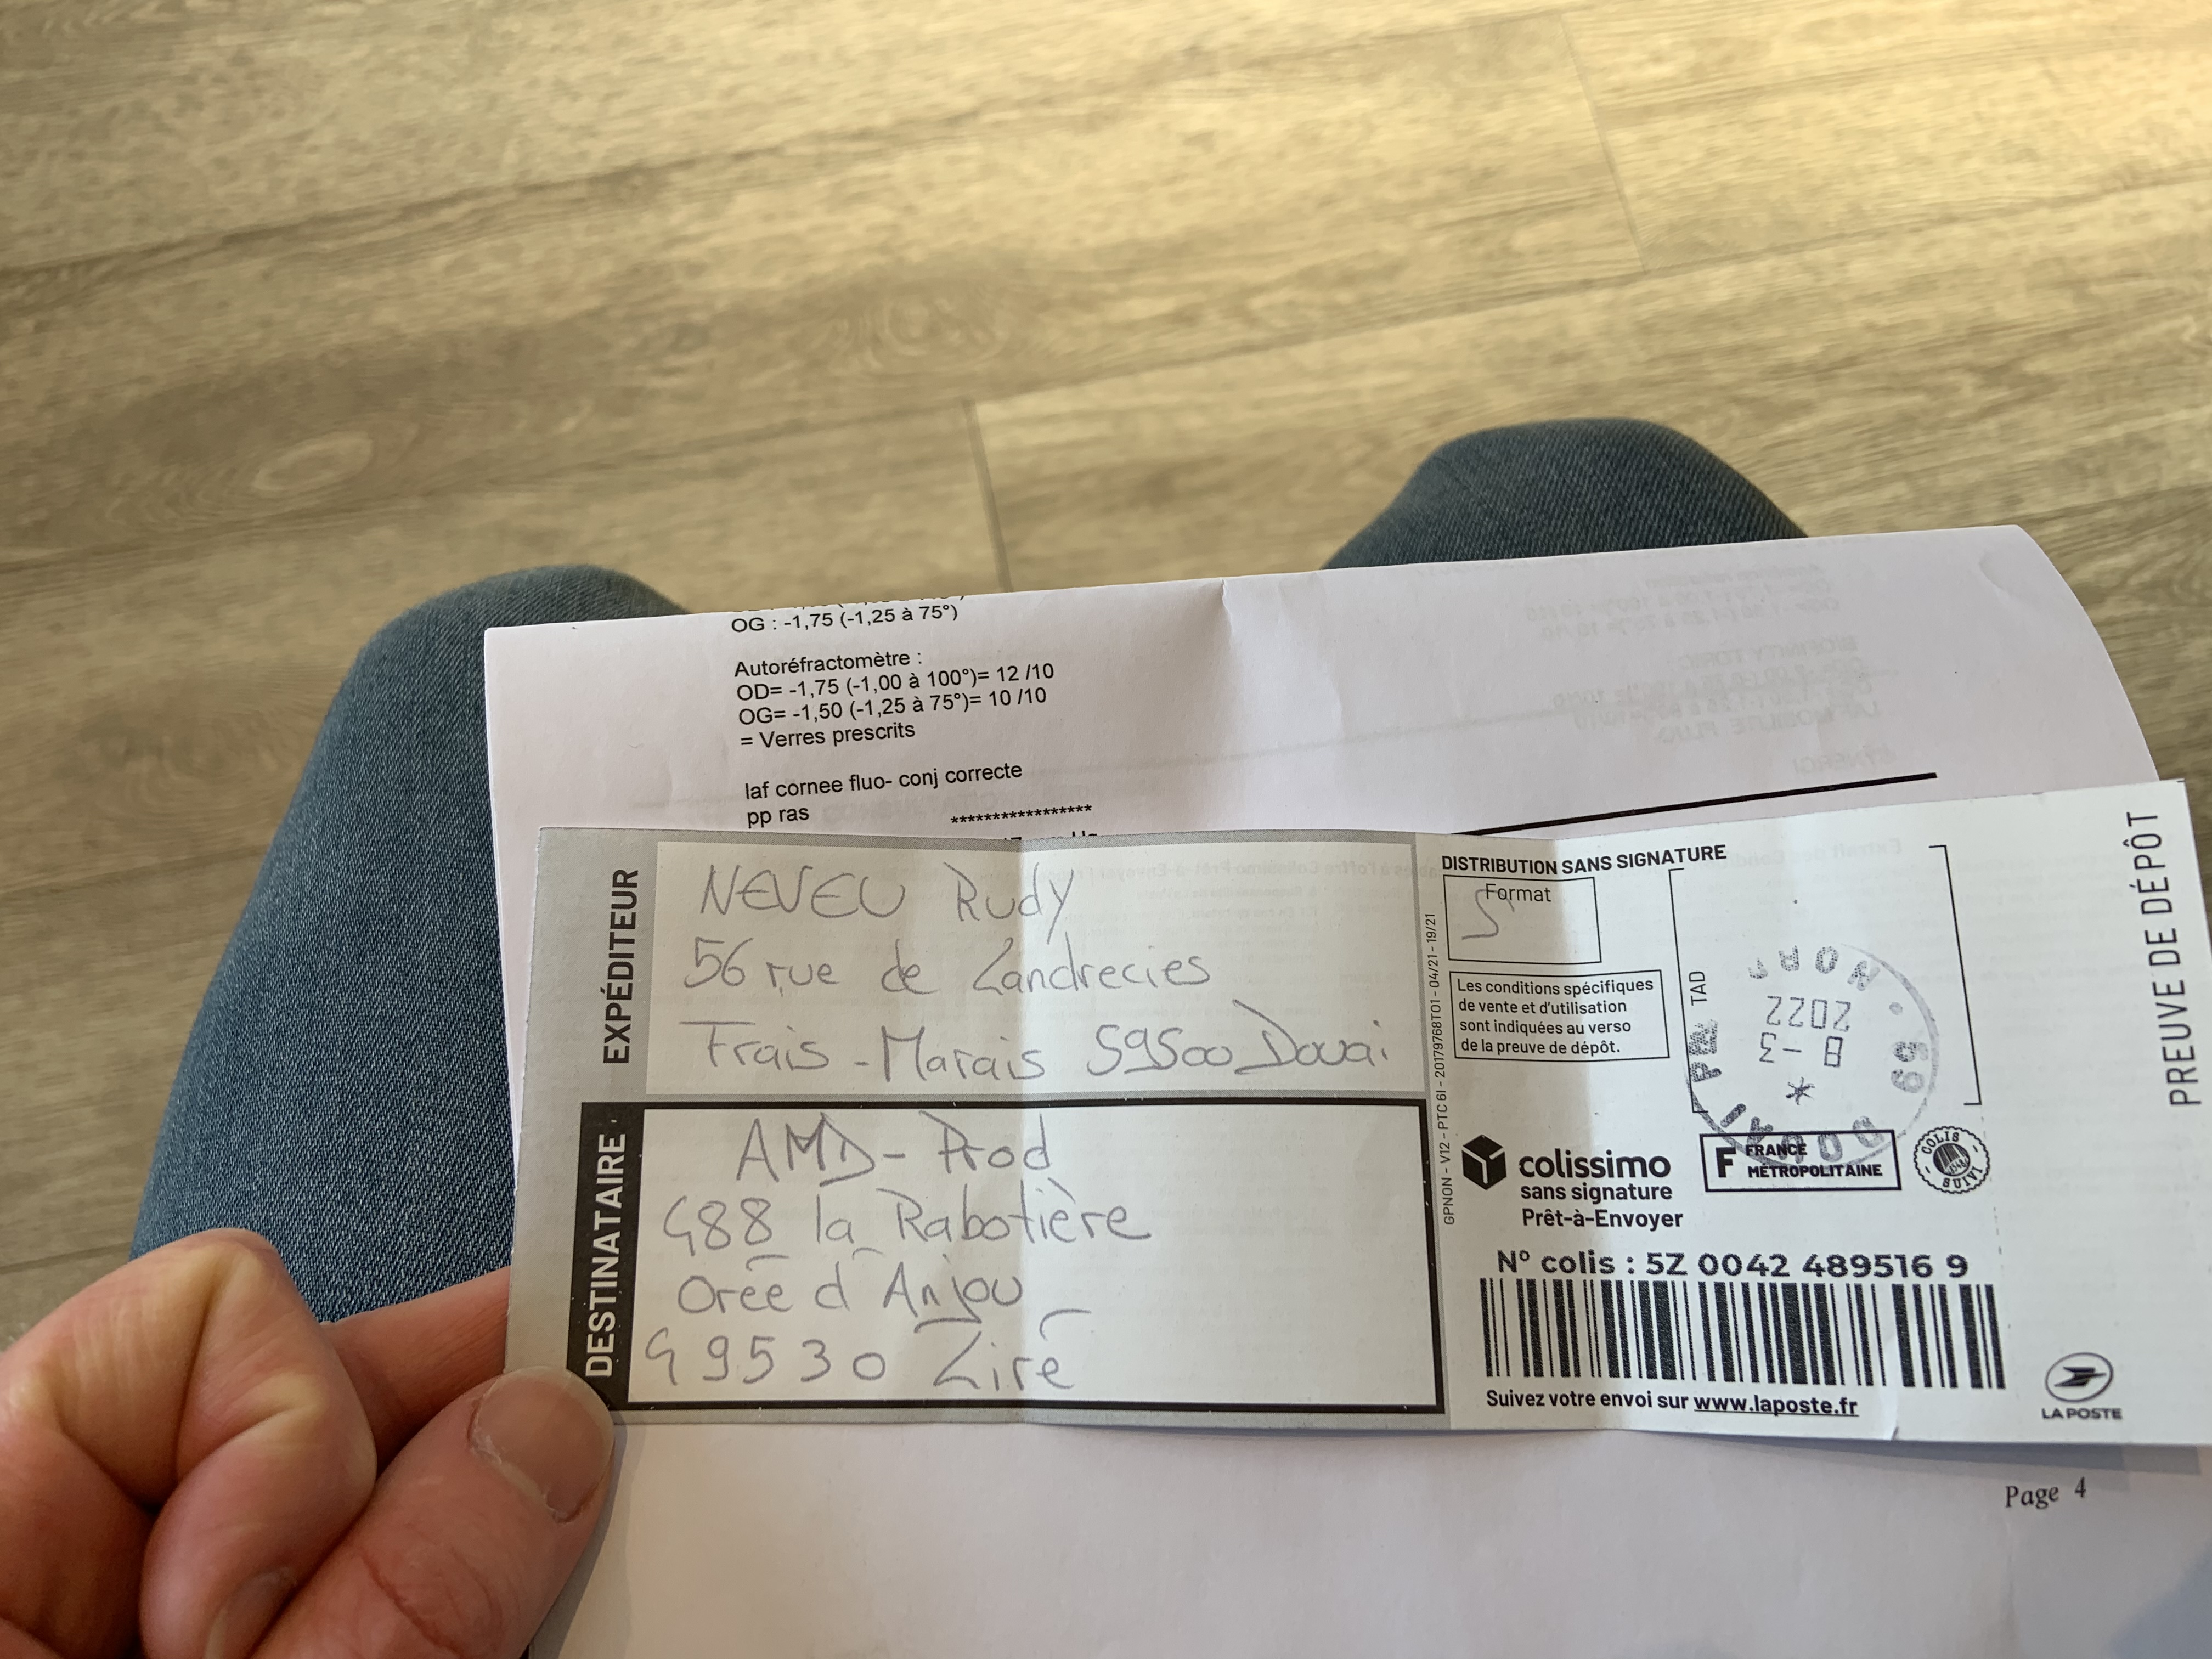 OG : -1,75 (-1,25 à 75°)
Autoréfractomètre :
OD= -1,75 (-1,00 à 100°)= 12 /10
OG= -1,50 (-1,25 à 75°)= 10 /10
= Verres prescrits
laf cornee fluo- conj correcte
pp ras
*****************
EXPÉDITEUR
NEVEU Rudy
56 rue de Landrecies
Frais-Marais 59500 Douai
DESTINATAIRE
AMD-Prod
488 la Rabotière
Orée d'Anjou
49530 Liré
GPNON - V12 - PTC 61 - 20179768T01 - 04/21 - 19/21
DISTRIBUTION SANS SIGNATURE
Format
S
Les conditions spécifiques
de vente et d'utilisation
sont indiquées au verso
de la preuve de dépôt.
TAD
2022
8 -3
*
59
DOUAI
colissimo
sans signature
Prêt-à-Envoyer
F FRANCE
MÉTROPOLITAINE
COLIS
SUIVI
N° colis : 5Z 0042 489516 9
Suivez votre envoi sur www.laposte.fr
LA POSTE
PREUVE DE DÉPÔT
Page 4